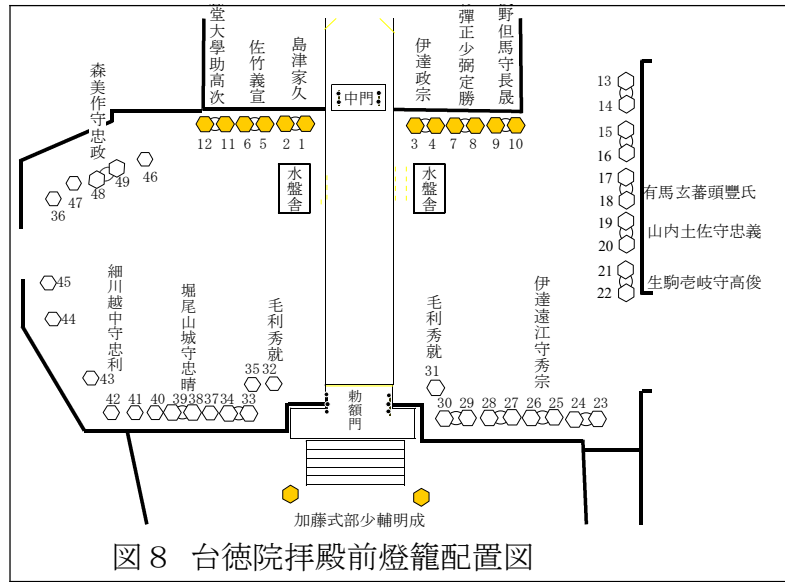 堂大學助高次
佐竹義宣
島津家久
伊達政宗
彈正少弼定勝
野但馬守長晟
森美作守忠政
中門
12 11 6 5 2 1
3 4 7 8 9 10
水盤舎
水盤舎
13
14
15
16
17
18
19
20
21
22
有馬玄蕃頭豐氏
山内土佐守忠義
生駒壱岐守高俊
46
49
48
47
36
45
44
43
細川越中守忠利
堀尾山城守忠晴
毛利秀就
毛利秀就
伊達遠江守秀宗
35 32
31
42 41 40 39 38 37 34 33
30 29 28 27 26 25 24 23
勅額門
加藤式部少輔明成
図8 台徳院拝殿前燈籠配置図